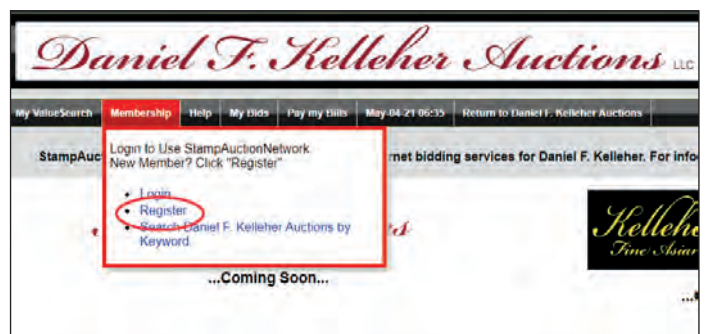 Daniel F. Kelleher Auctions LLC
My ValueSearch Membership Help My Bids Pay my Bills May-04-21 06:35 Return to Daniel F. Kelleher Auctions
StampAuc rnet bidding services for Daniel F. Kelleher. For info
Login to Use StampAuctionNetwork
New Member? Click "Register"
• Login
• Register
• Search Daniel F. Kelleher Auctions by
Keyword
Kellehe
Fine Asian
...Coming Soon...